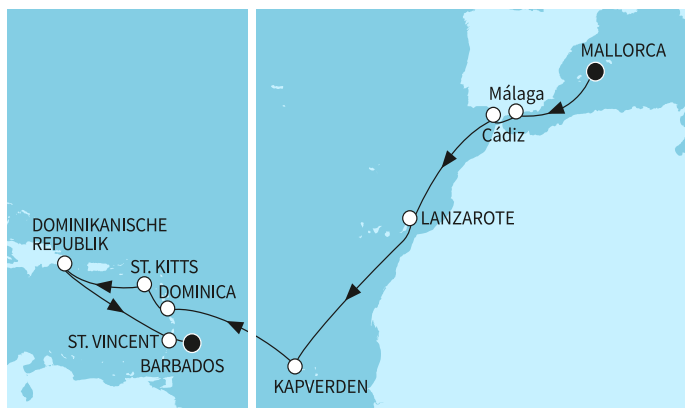 MALLORCA
Málaga
Cádiz
LANZAROTE
DOMINIKANISCHE
REPUBLIK
ST. KITTS
DOMINICA
ST. VINCENT
BARBADOS
KAPVERDEN